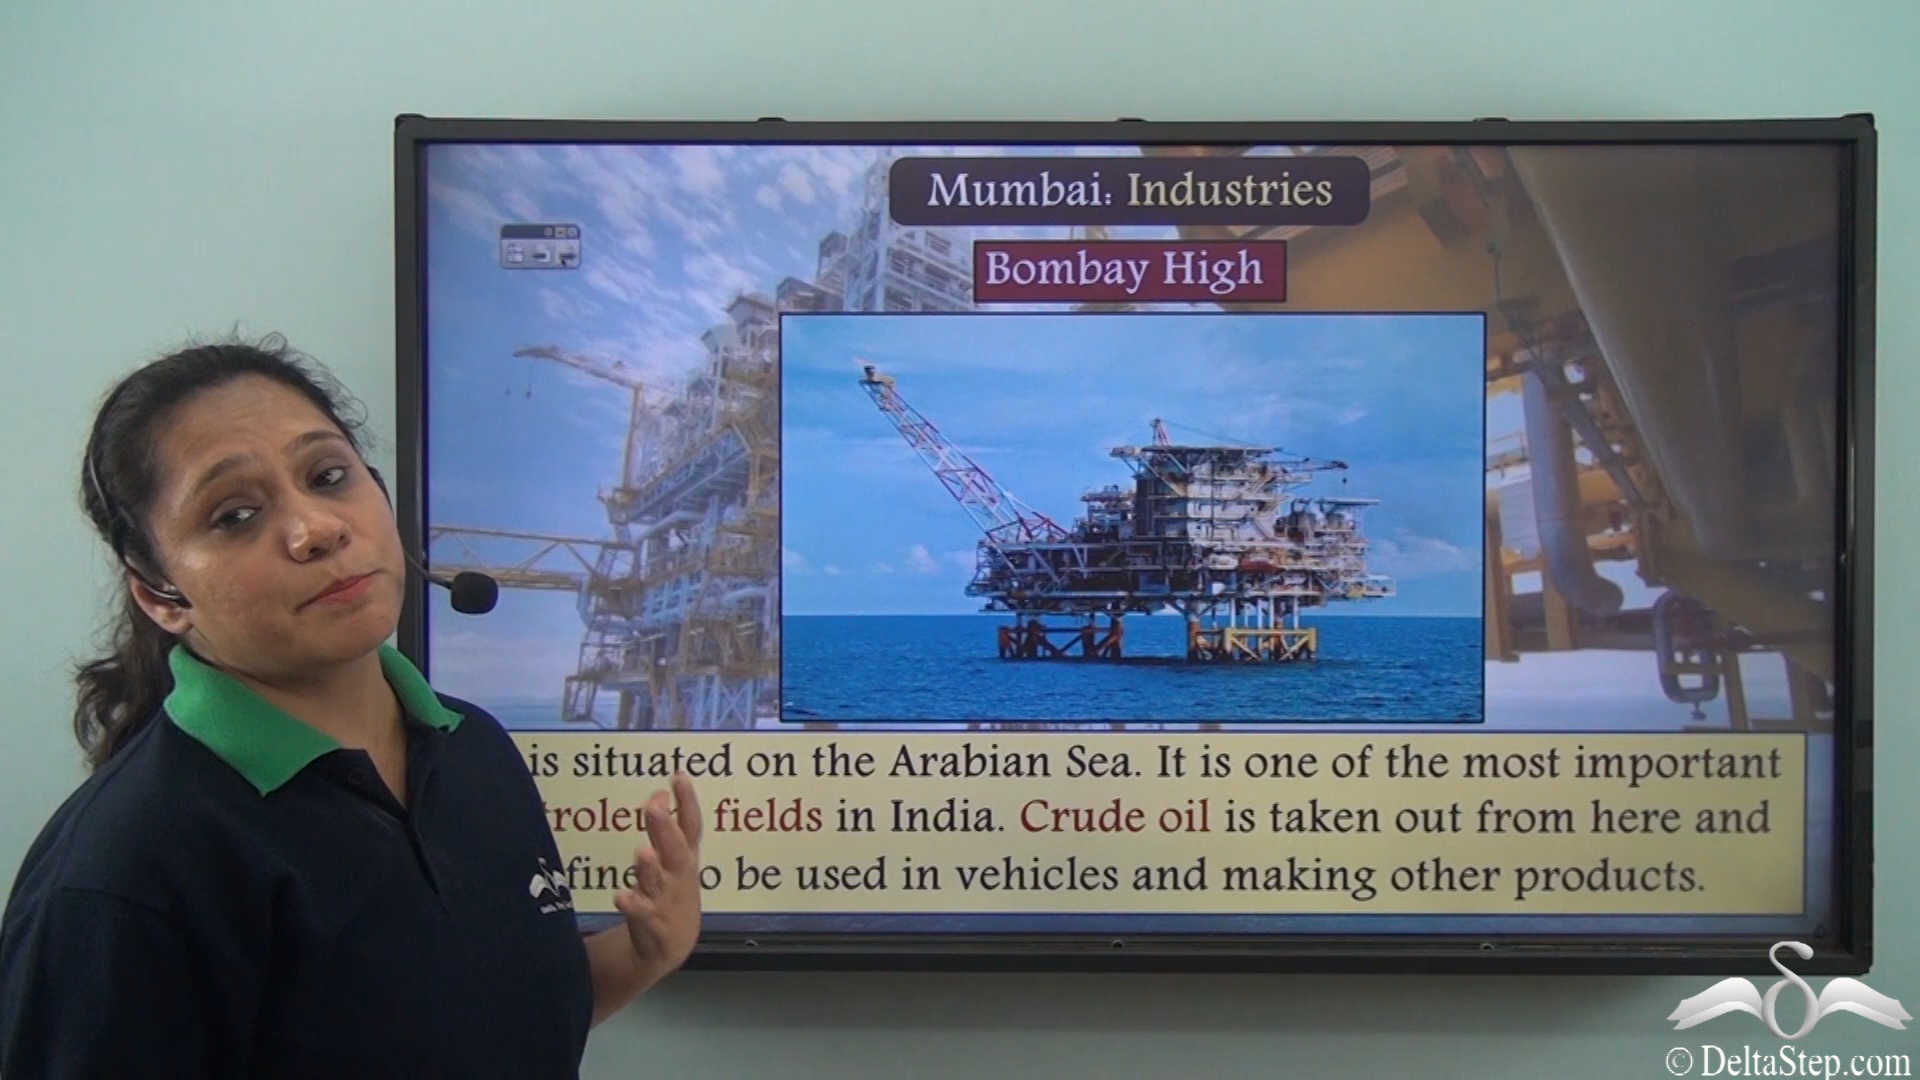 Mumbai: Industries
Bombay High
is situated on the Arabian Sea. It is one of the most important
fields in India. Crude oil is taken out from here and
to be used in vehicles and making other products.
© DeltaStep.com